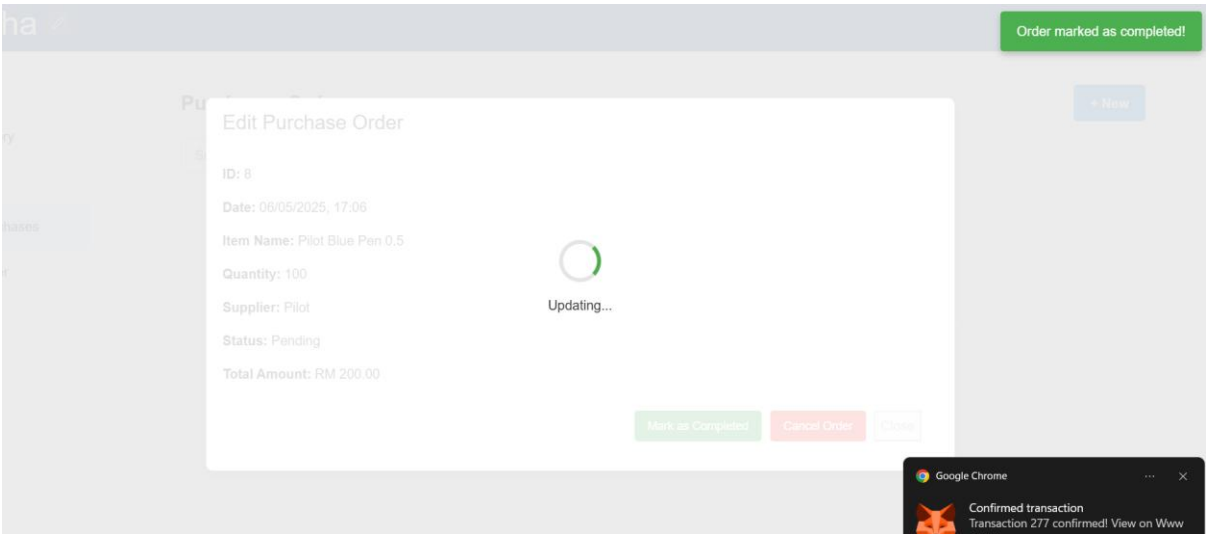 ha
Order marked as completed!
+ New
Edit Purchase Order
ry
ID: 8
Date: 06/05/2025, 17:06
hases
Item Name: Pilot Blue Pen 0.5
Quantity: 100
Supplier: Pilot
Updating...
Status: Pending
Total Amount: RM 200.00
Mark as Completed Cancel Order Close
Google Chrome
Confirmed transaction
Transaction 277 confirmed! View on Www